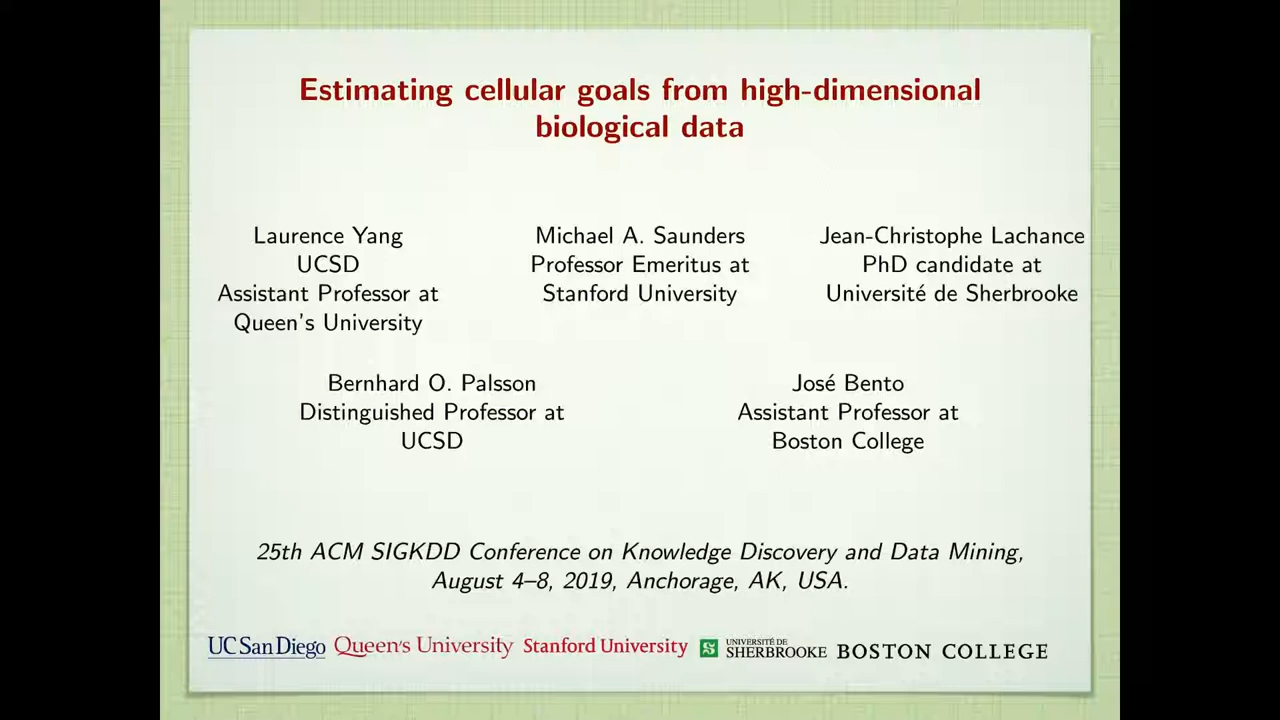 Estimating cellular goals from high-dimensional
biological data
Laurence Yang
UCSD
Assistant Professor at
Queen's University
Michael A. Saunders
Professor Emeritus at
Stanford University
Jean-Christophe Lachance
PhD candidate at
Université de Sherbrooke
Bernhard O. Palsson
Distinguished Professor at
UCSD
José Bento
Assistant Professor at
Boston College
25th ACM SIGKDD Conference on Knowledge Discovery and Data Mining,
August 4–8, 2019, Anchorage, AK, USA.
UC San Diego Queen's University Stanford University UNIVERSITÉ DE SHERBROOKE BOSTON COLLEGE